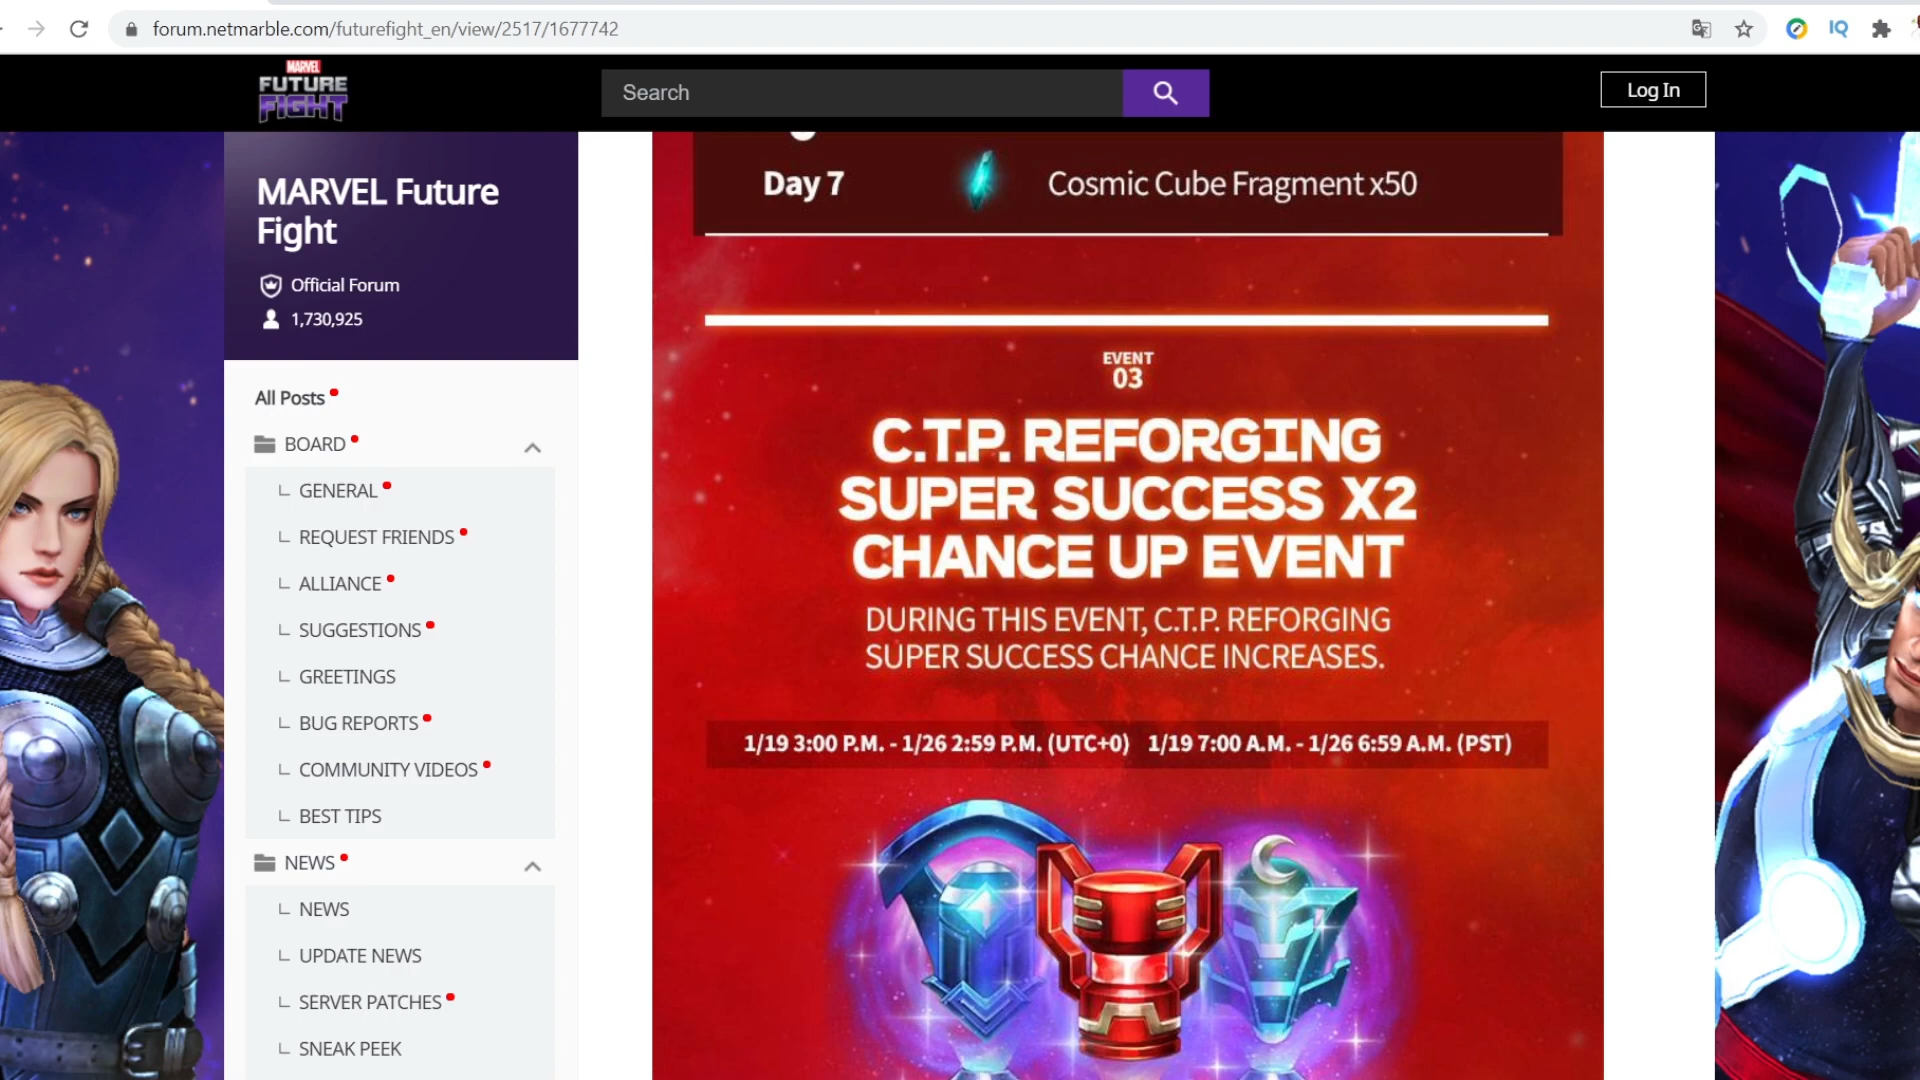 forum.netmarble.com/futurefight_en/view/2517/1677742
IQ
MARVEL
FUTURE
FIGHT
Search
Log In
MARVEL Future
Fight
Official Forum
1,730,925
All Posts
BOARD
GENERAL
REQUEST FRIENDS
ALLIANCE
SUGGESTIONS
GREETINGS
BUG REPORTS
COMMUNITY VIDEOS
BEST TIPS
NEWS
NEWS
UPDATE NEWS
SERVER PATCHES
SNEAK PEEK
Day 7 Cosmic Cube Fragment x50
EVENT
03
C.T.P. REFORGING
SUPER SUCCESS X2
CHANCE UP EVENT
DURING THIS EVENT, C.T.P. REFORGING
SUPER SUCCESS CHANCE INCREASES.
1/19 3:00 P.M. - 1/26 2:59 P.M. (UTC+0) 1/19 7:00 A.M. - 1/26 6:59 A.M. (PST)